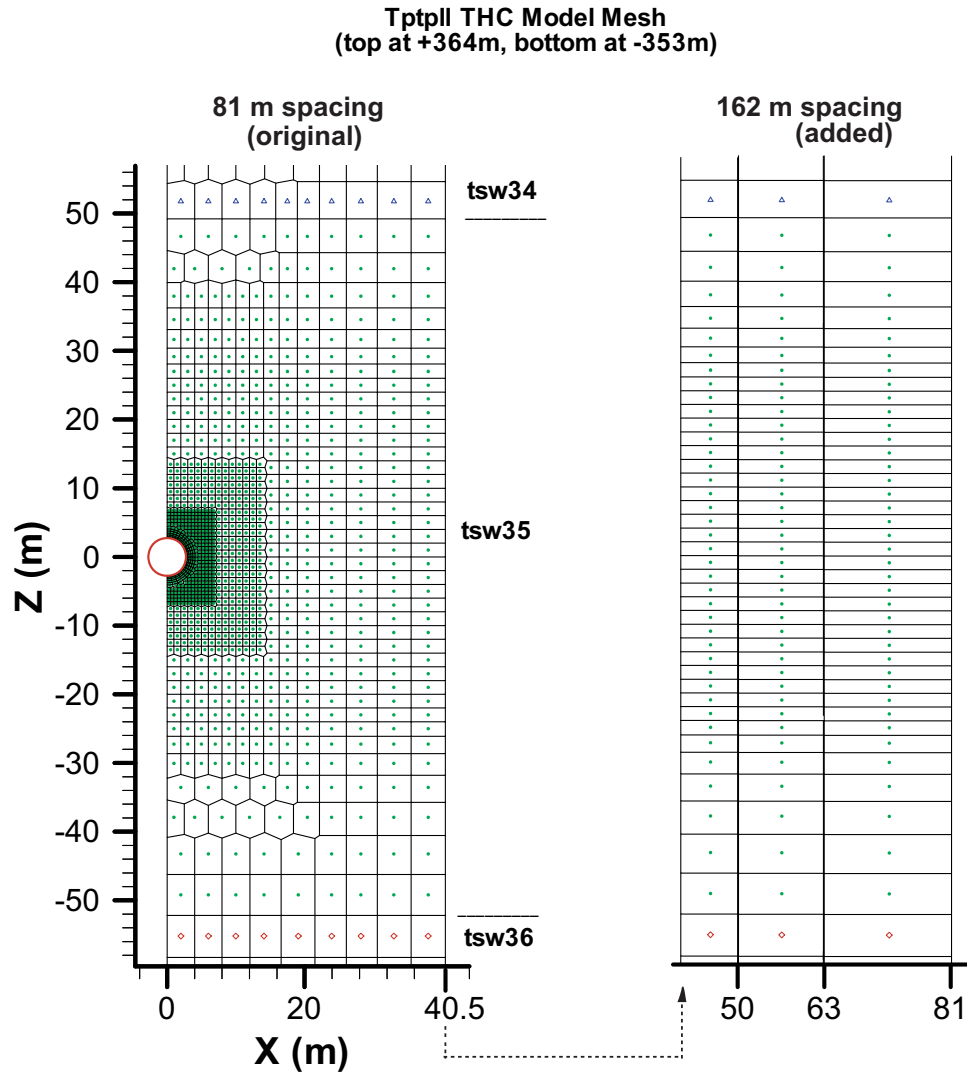 Tptpll THC Model Mesh
(top at +364m, bottom at -353m)
81 m spacing
(original)
162 m spacing
(added)
tsw34
tsw35
tsw36
50
40
30
20
10
0
-10
-20
-30
-40
-50
Z (m)
0 20 40.5
X (m)
50 63 81